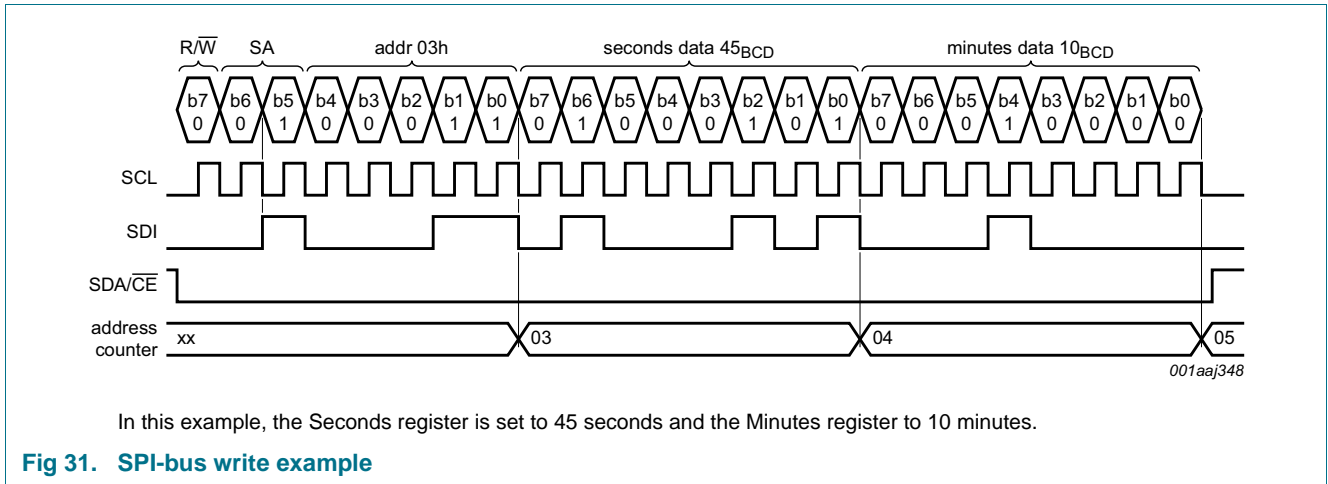 R/W SA addr 03h seconds data 45BCD minutes data 10BCD
b7 b6 b5 b4 b3 b2 b1 b0 b7 b6 b5 b4 b3 b2 b1 b0 b7 b6 b5 b4 b3 b2 b1 b0
0 0 1 0 0 0 1 1 0 1 0 0 0 1 0 1 0 0 0 1 0 0 0 0
SCL
SDI
SDA/CE
address
counter
xx 03 04 05
001aaj348
In this example, the Seconds register is set to 45 seconds and the Minutes register to 10 minutes.
Fig 31. SPI-bus write example